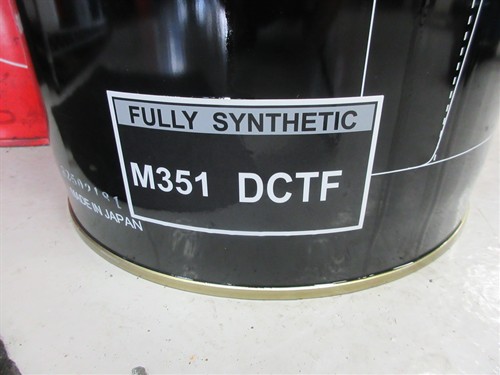 FULLY SYNTHETIC
M351 DCTF
MADE IN JAPAN